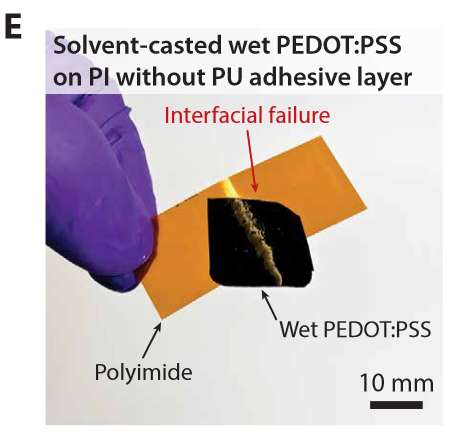 E
Solvent-casted wet PEDOT:PSS
on PI without PU adhesive layer
Interfacial failure
Wet PEDOT:PSS
Polyimide
10 mm